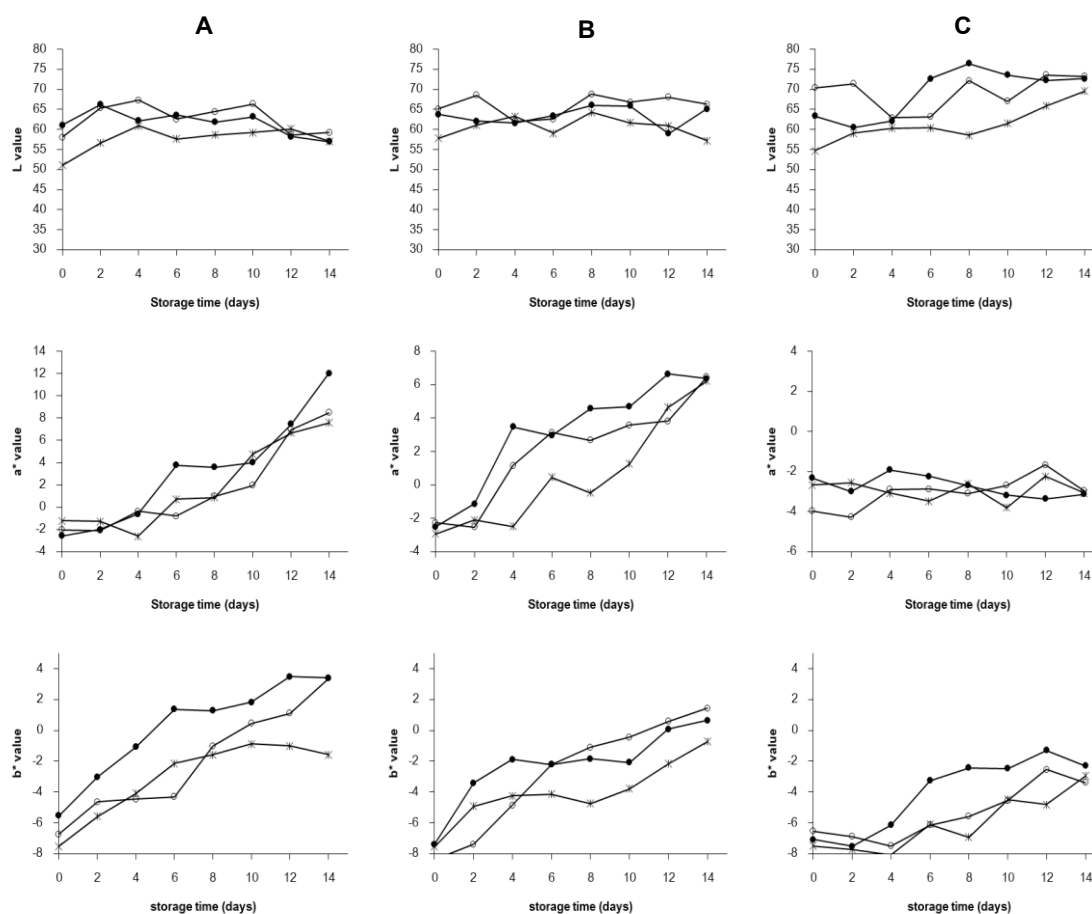 A B C
80 80 80
75 75 75
70 70 70
65 65 65
60 60 60
55 55 55
50 50 50
45 45 45
40 40 40
35 35 35
30 30 30
L value L value L value
0 2 4 6 8 10 12 14 0 2 4 6 8 10 12 14 0 2 4 6 8 10 12 14
Storage time (days) Storage time (days) Storage time (days)
14 8 4
12 6 2
10 4 0
8 2 -2
6 0 -4
4 -2 -6
2 -4
0
-2
-4
a* value a* value a* value
0 2 4 6 8 10 12 14 0 2 4 6 8 10 12 14 0 2 4 6 8 10 12 14
Storage time (days) Storage time (days) Storage time (days)
4 4 4
2 2 2
0 0 0
-2 -2 -2
-4 -4 -4
-6 -6 -6
-8 -8 -8
b* value b* value b* value
0 2 4 6 8 10 12 14 0 2 4 6 8 10 12 14 0 2 4 6 8 10 12 14
storage time (days) storage time (days) storage time (days)